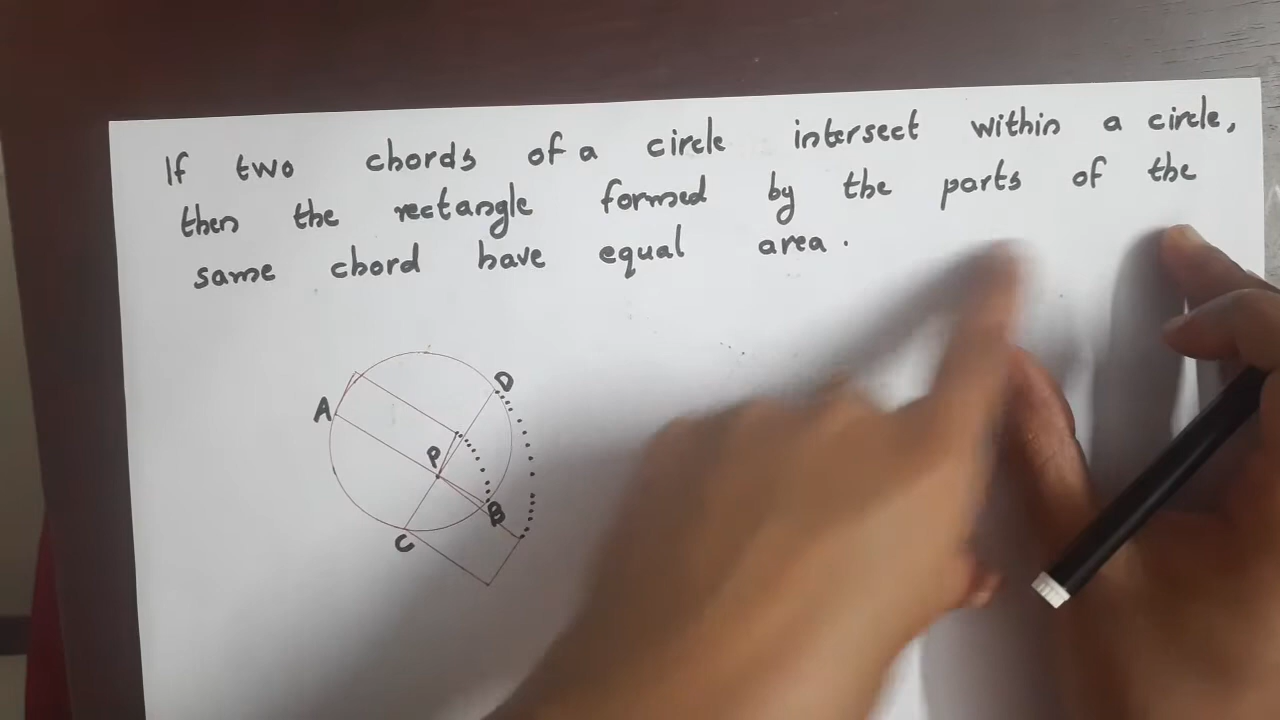 If two chords of a circle intersect within a circle,
then the rectangle formed by the parts of the
same chord have equal area.
D
A
P
B
C